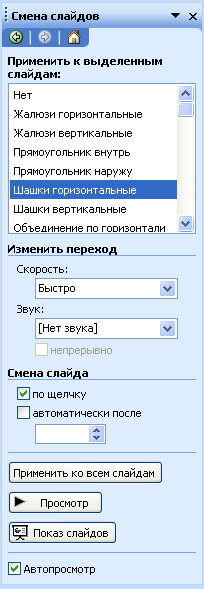 Смена слайдов
Применить к выделенным
слайдам:
Нет
Жалюзи горизонтальные
Жалюзи вертикальные
Прямоугольник внутрь
Прямоугольник наружу
Шашки горизонтальные
Шашки вертикальные
Объединение по горизонтали
Изменить переход
Скорость:
Быстро
Звук:
[Нет звука]
непрерывно
Смена слайда
по щелчку
автоматически после
Применить ко всем слайдам
Просмотр
Показ слайдов
Автопросмотр